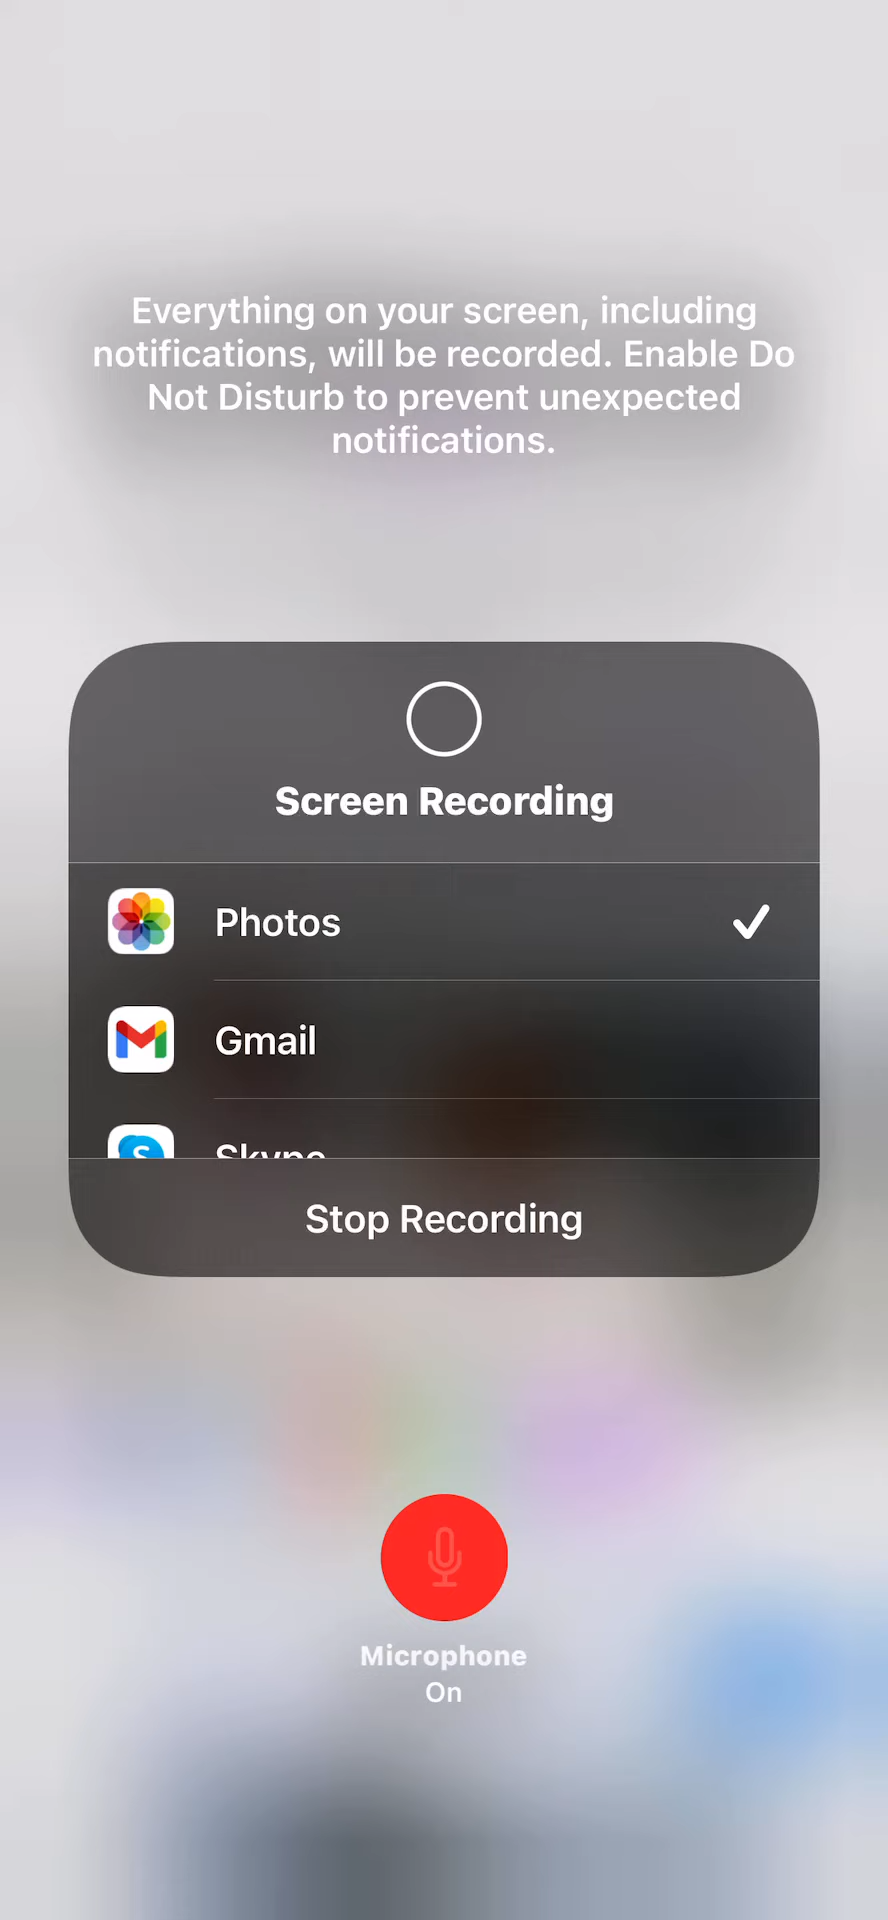 Everything on your screen, including
notifications, will be recorded. Enable Do
Not Disturb to prevent unexpected
notifications.
Screen Recording
Photos
Gmail
Skype
Stop Recording
Microphone
On